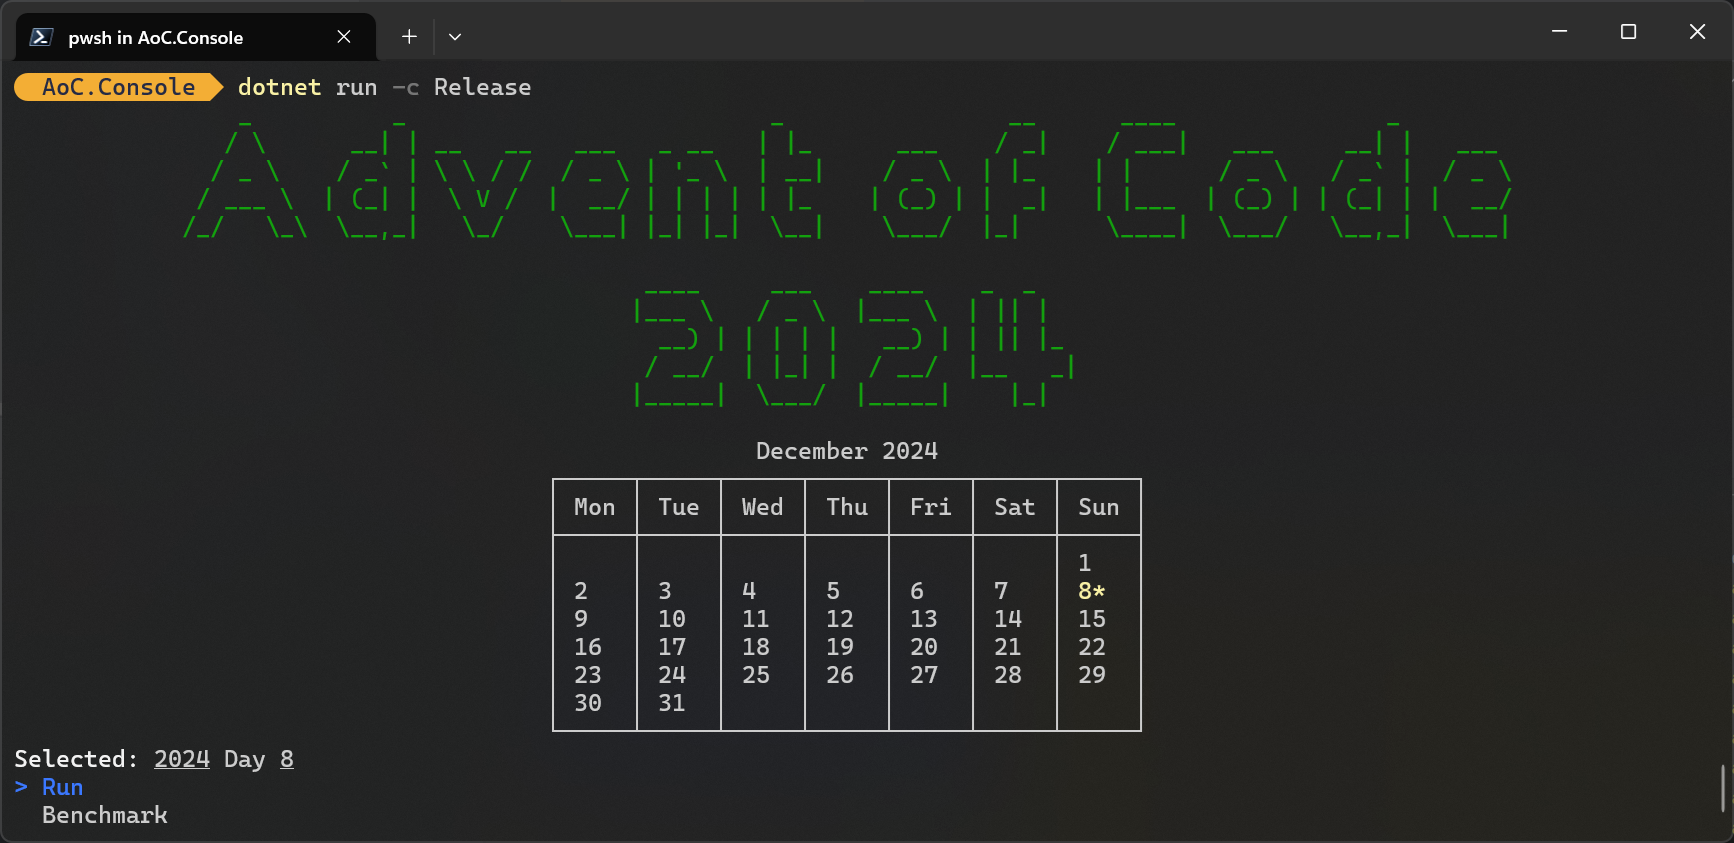 pwsh in AoC.Console
AoC.Console dotnet run -c Release
Advent of Code
2024
December 2024
Mon Tue Wed Thu Fri Sat Sun
1
2 3 4 5 6 7 8*
9 10 11 12 13 14 15
16 17 18 19 20 21 22
23 24 25 26 27 28 29
30 31
Selected: 2024 Day 8
> Run
Benchmark